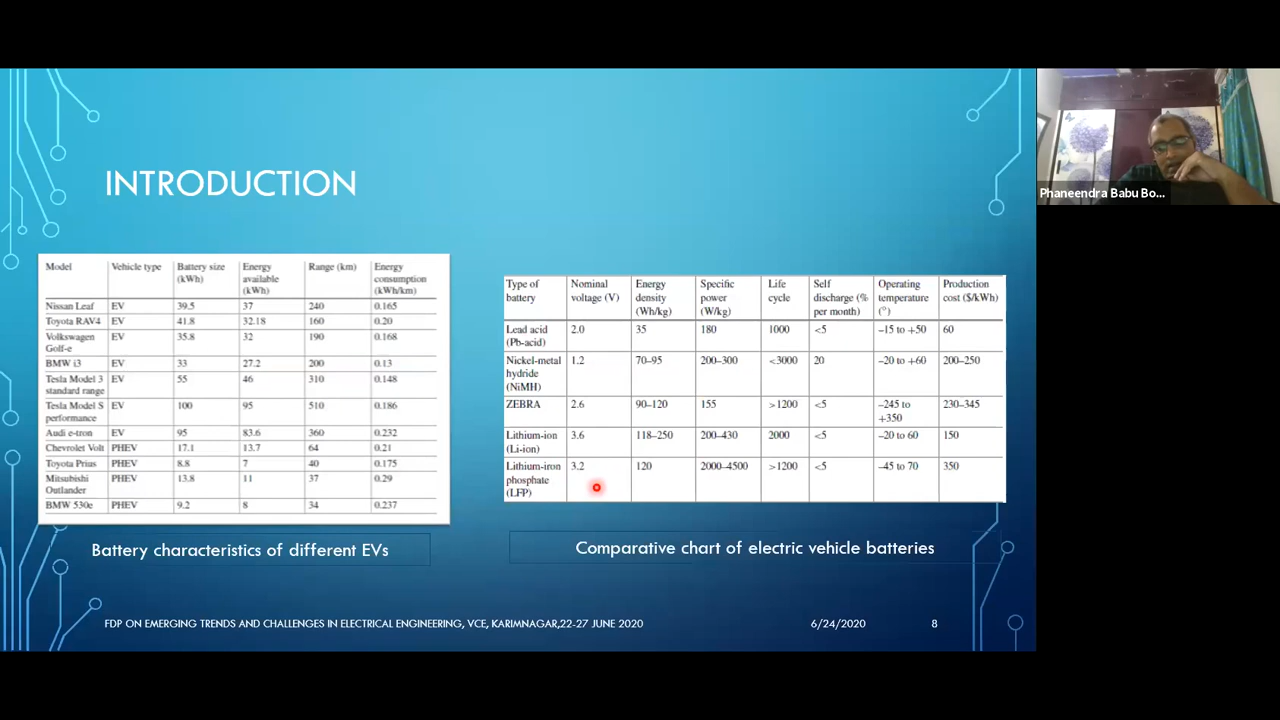 INTRODUCTION
Model Vehicle type Battery size (kWh) Energy available (kWh) Range (km) Energy consumption (kWh/km)
Nissan Leaf EV 39.5 37 240 0.165
Toyota RAV4 EV 41.8 32.18 160 0.20
Volkswagen Golf-e EV 35.8 32 190 0.168
BMW i3 EV 33 27.2 200 0.13
Tesla Model 3 standard range EV 55 46 310 0.148
Tesla Model S performance EV 100 95 510 0.186
Audi e-tron EV 95 83.6 360 0.232
Chevrolet Volt PHEV 17.1 13.7 64 0.21
Toyota Prius PHEV 8.8 7 40 0.175
Mitsubishi Outlander PHEV 13.8 11 37 0.29
BMW 530e PHEV 9.2 8 34 0.237
Battery characteristics of different EVs
Type of battery Nominal voltage (V) Energy density (Wh/kg) Specific power (W/kg) Life cycle Self discharge (% per month) Operating temperature (°) Production cost ($/kWh)
Lead acid (Pb-acid) 2.0 35 180 1000 <5 –15 to +50 60
Nickel-metal hydride (NiMH) 1.2 70–95 200–300 <3000 20 –20 to +60 200–250
ZEBRA 2.6 90–120 155 >1200 <5 –245 to +350 230–345
Lithium-ion (Li-ion) 3.6 118–250 200–430 2000 <5 –20 to 60 150
Lithium-iron phosphate (LFP) 3.2 120 2000–4500 >1200 <5 –45 to 70 350
Comparative chart of electric vehicle batteries
FDP ON EMERGING TRENDS AND CHALLENGES IN ELECTRICAL ENGINEERING, VCE, KARIMNAGAR,22-27 JUNE 2020 6/24/2020 8
Phaneendra Babu Bo...